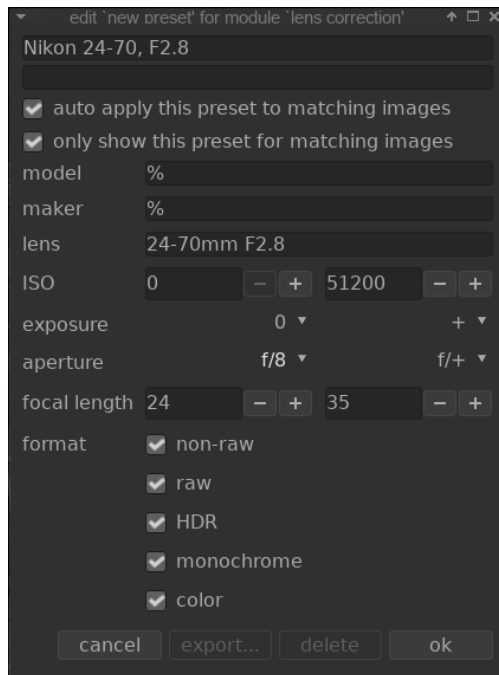 edit `new preset' for module `lens correction'
Nikon 24-70, F2.8
auto apply this preset to matching images
only show this preset for matching images
model %
maker %
lens 24-70mm F2.8
ISO 0 − + 51200 − +
exposure 0 +
aperture f/8 f/+
focal length 24 − + 35 − +
format non-raw
raw
HDR
monochrome
color
cancel export... delete ok